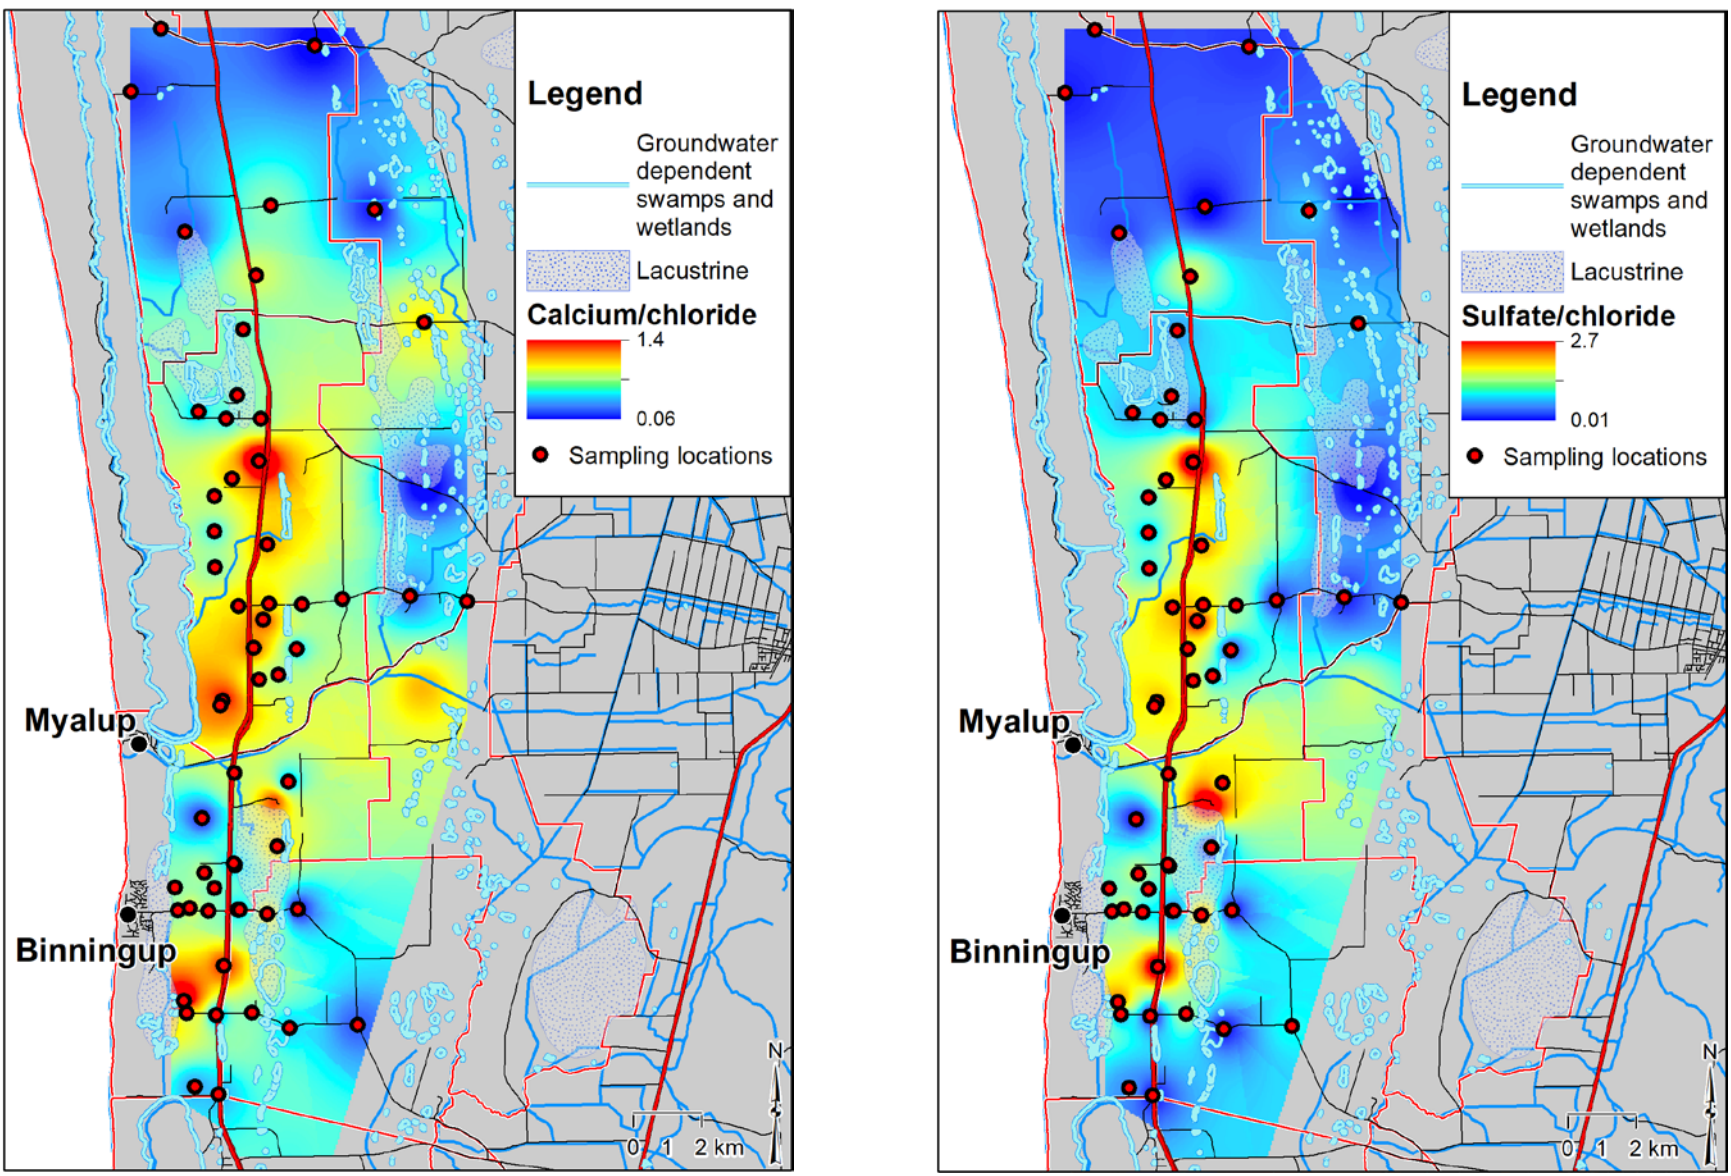 Legend
Groundwater
dependent
swamps and
wetlands
Lacustrine
Calcium/chloride
1.4
0.06
Sampling locations
Myalup
Binningup
N
0 1 2 km
Legend
Groundwater
dependent
swamps and
wetlands
Lacustrine
Sulfate/chloride
2.7
0.01
Sampling locations
Myalup
Binningup
N
0 1 2 km